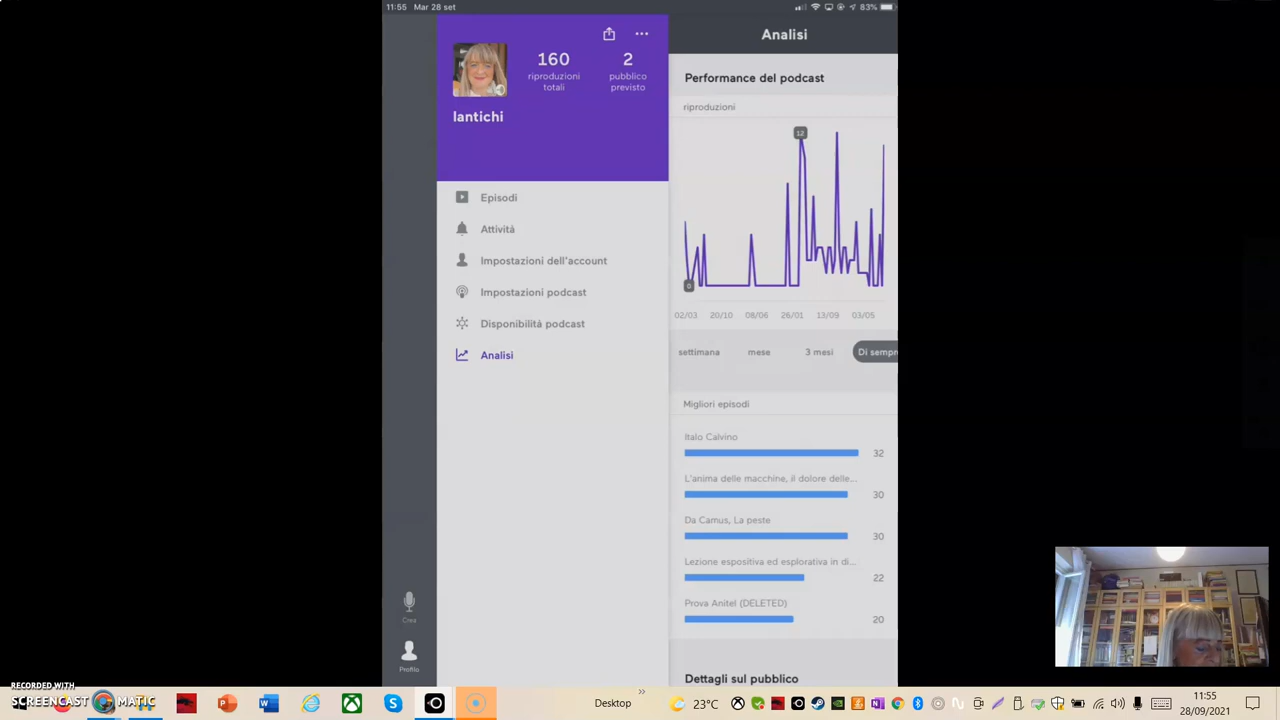 11:55 Mar 28 set
83%
160
riproduzioni
totali
2
pubblico
previsto
lantichi
Episodi
Attività
Impostazioni dell'account
Impostazioni podcast
Disponibilità podcast
Analisi
Crea
Profilo
Analisi
Performance del podcast
riproduzioni
12
0
02/03 20/10 08/06 26/01 13/09 03/05
settimana mese 3 mesi Di sempre
Migliori episodi
Italo Calvino
32
L'anima delle macchine, il dolore delle...
30
Da Camus, La peste
30
Lezione espositiva ed esplorativa in di...
22
Prova Anitel (DELETED)
20
Dettagli sul pubblico
RECORDED WITH
SCREENCAST MATIC
Desktop
23°C
11:55
28/09/2021